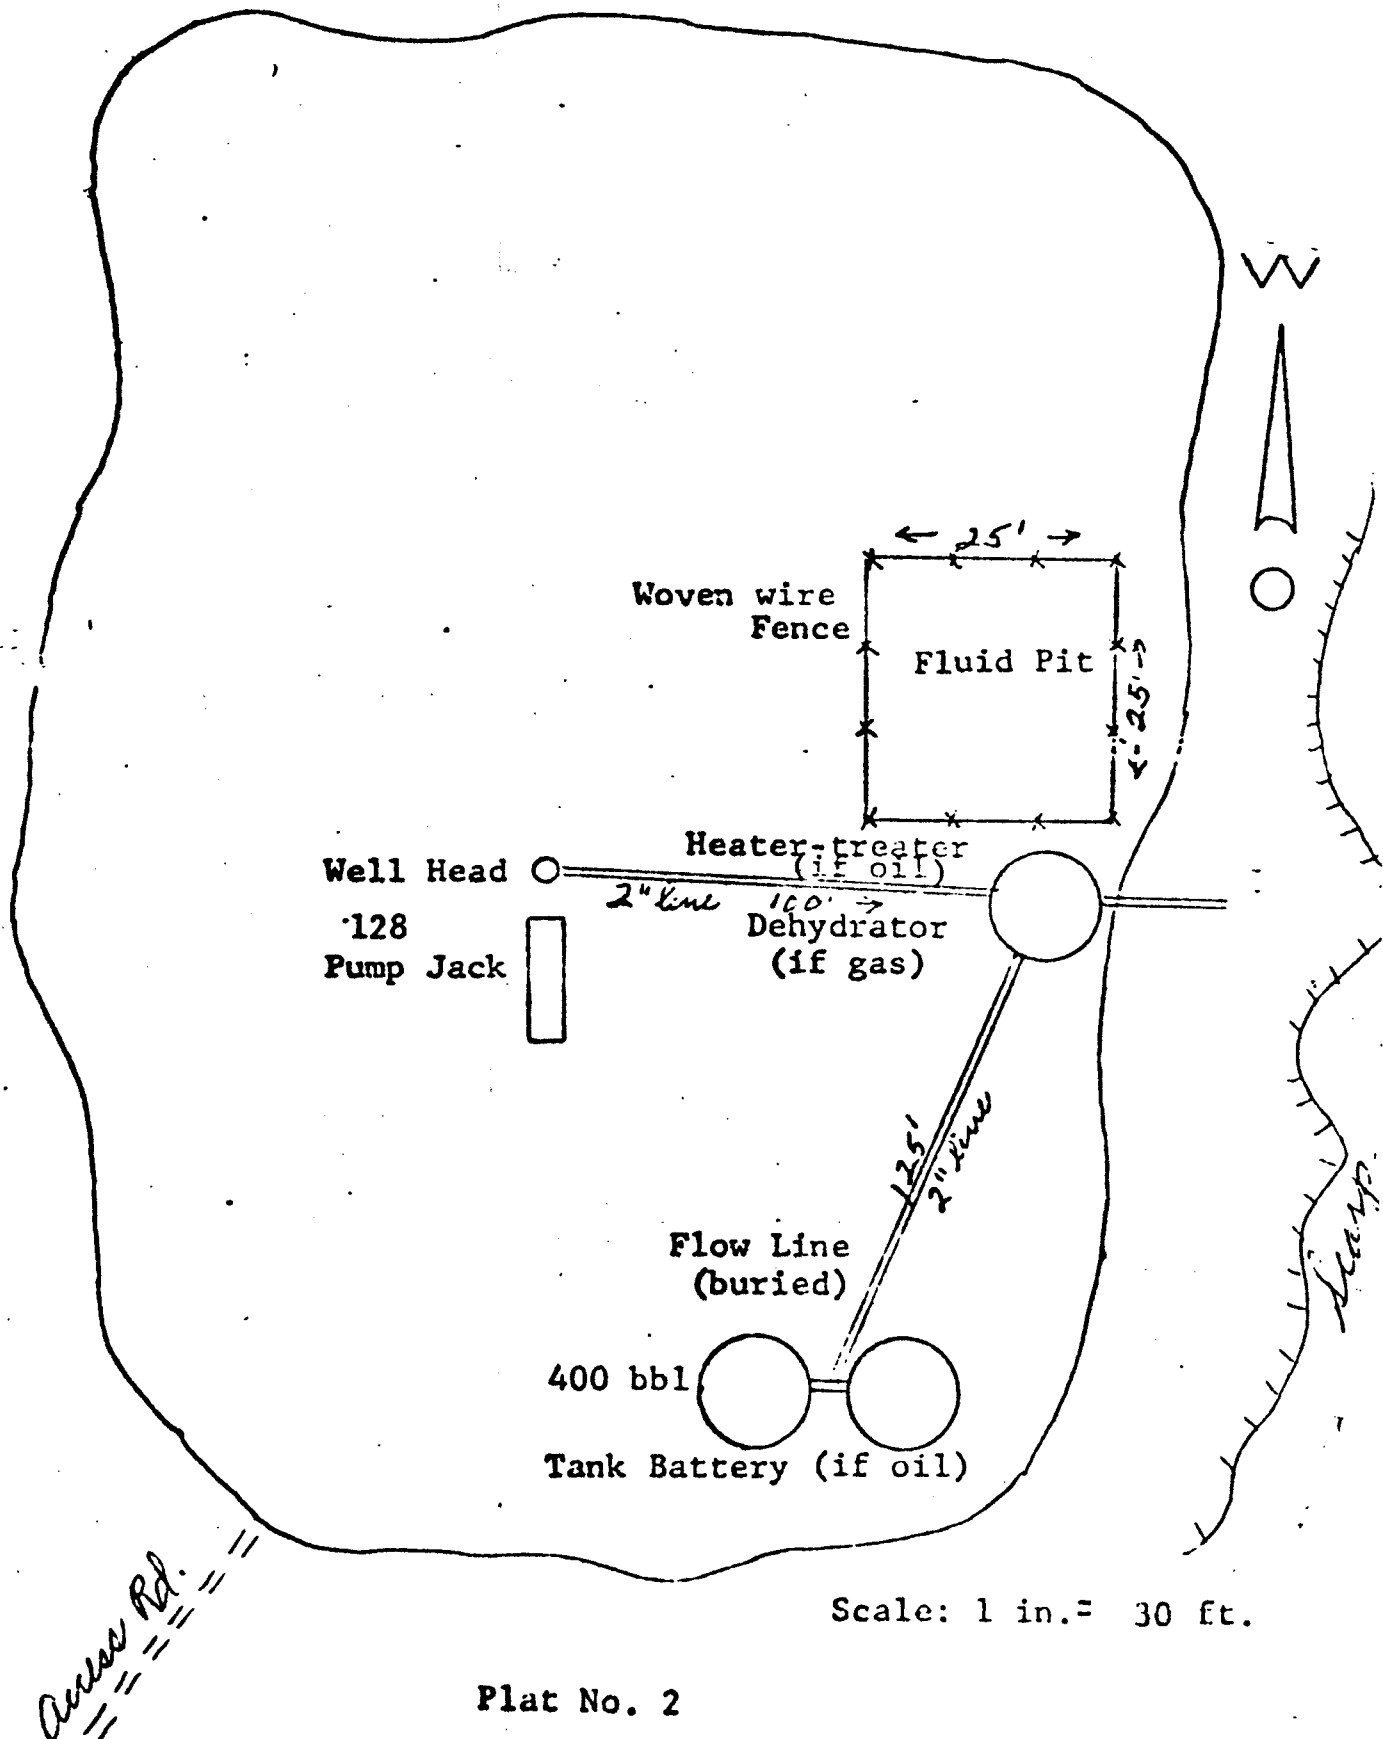 W
← 25' →
Woven wire
Fence
Fluid Pit
← 25' →
Heater-treater
(if oil)
Well Head
2" line 100' →
·128
Dehydrator
Pump Jack
(if gas)
125'
2" line
Flow Line
(buried)
400 bbl
Tank Battery (if oil)
Scarp.
Access Rd.
Scale: 1 in.= 30 ft.
Plat No. 2